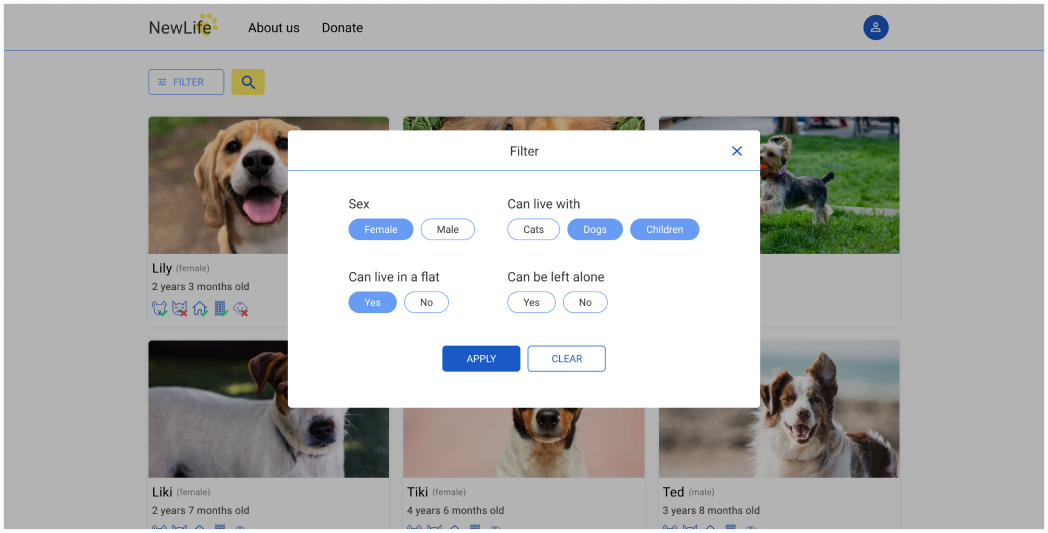 NewLife About us Donate
FILTER
Filter
Sex Can live with
Female Male Cats Dogs Children
Can live in a flat Can be left alone
Yes No Yes No
APPLY CLEAR
Lily (female)
2 years 3 months old
Liki (female) Tiki (female) Ted (male)
2 years 7 months old 4 years 6 months old 3 years 8 months old